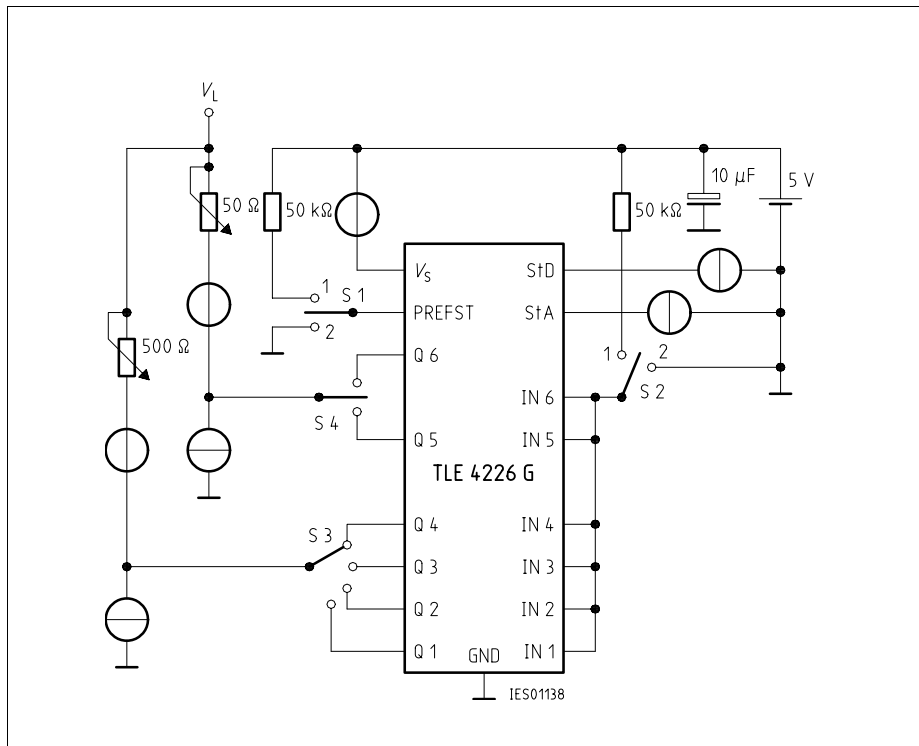 VL
10 µF
5 V
50 Ω
50 kΩ
50 kΩ
VS
StD
1
S 1
PREFST
StA
2
500 Ω
Q 6
1
2
S 2
S 4
IN 6
Q 5
IN 5
TLE 4226 G
S 3
Q 4
IN 4
Q 3
IN 3
Q 2
IN 2
Q 1
GND
IN 1
IES01138